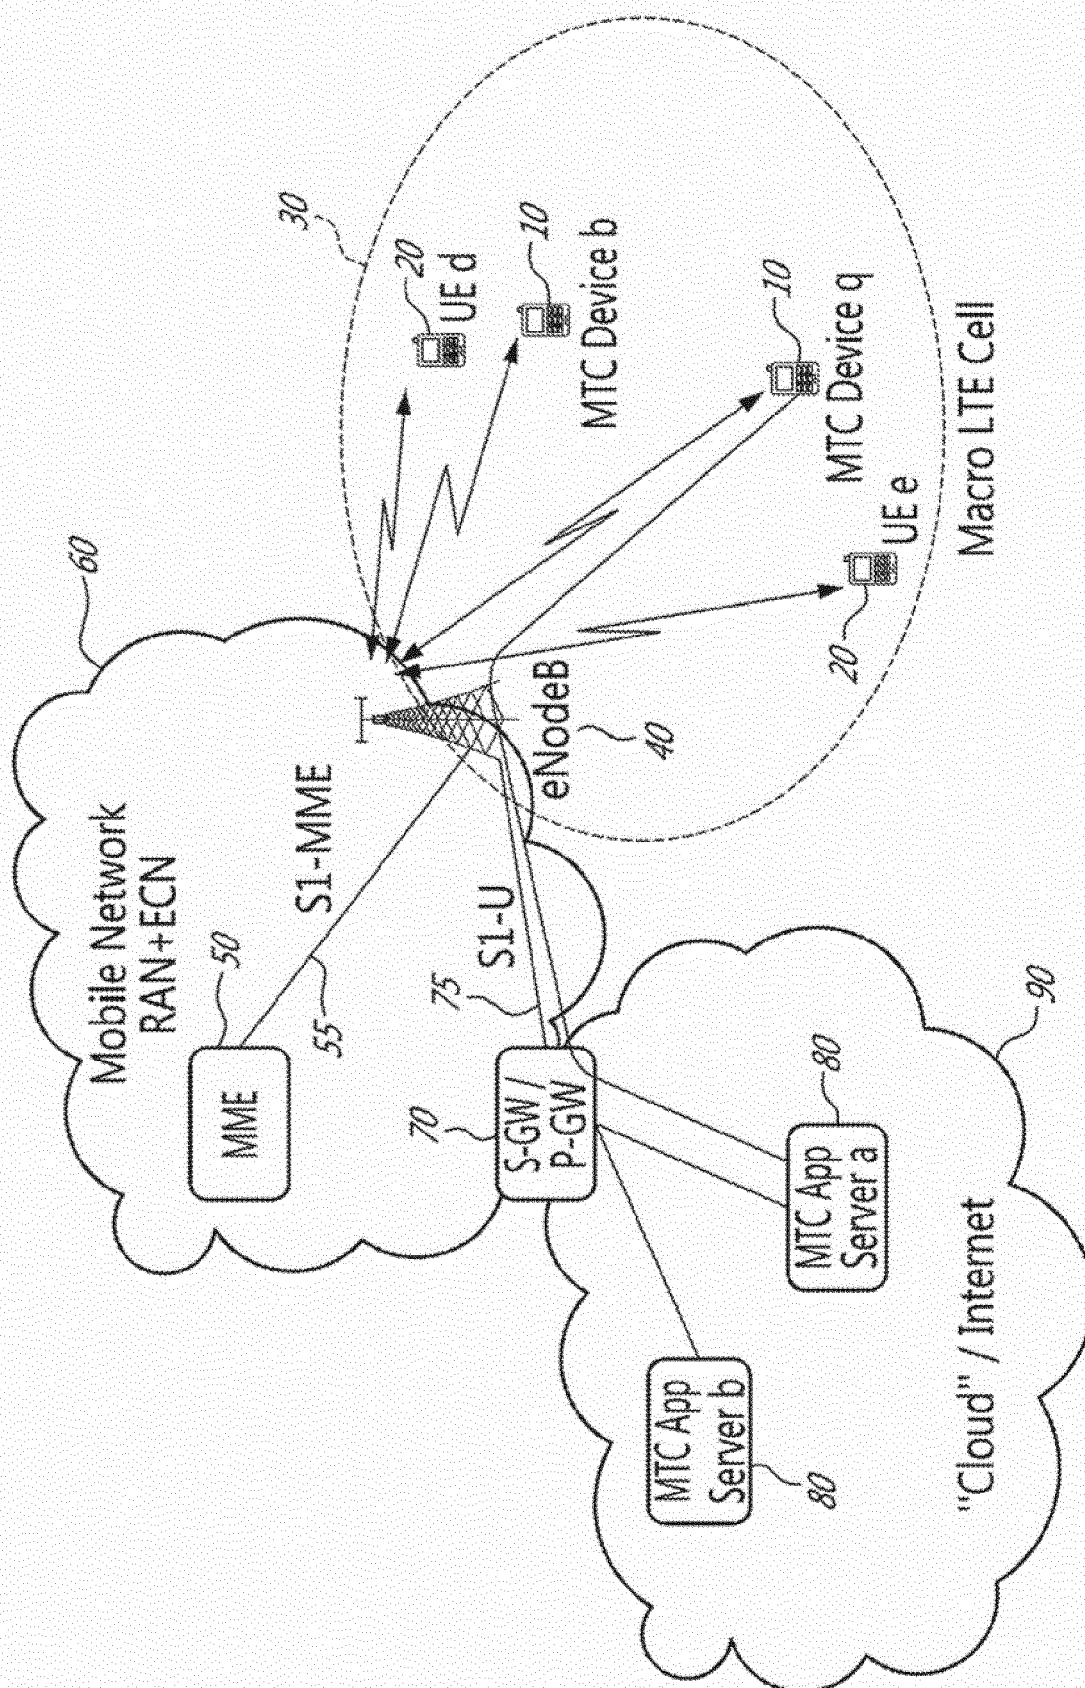 60
Mobile Network
RAN+ECN
50
MME
S1-MME
55
30
20
UE d
10
MTC Device b
10
MTC Device q
20
UE e
Macro LTE Cell
eNodeB
40
S1-U
75
70
S-GW /
P-GW
80
MTC App
Server a
MTC App
Server b
80
90
"Cloud" / Internet